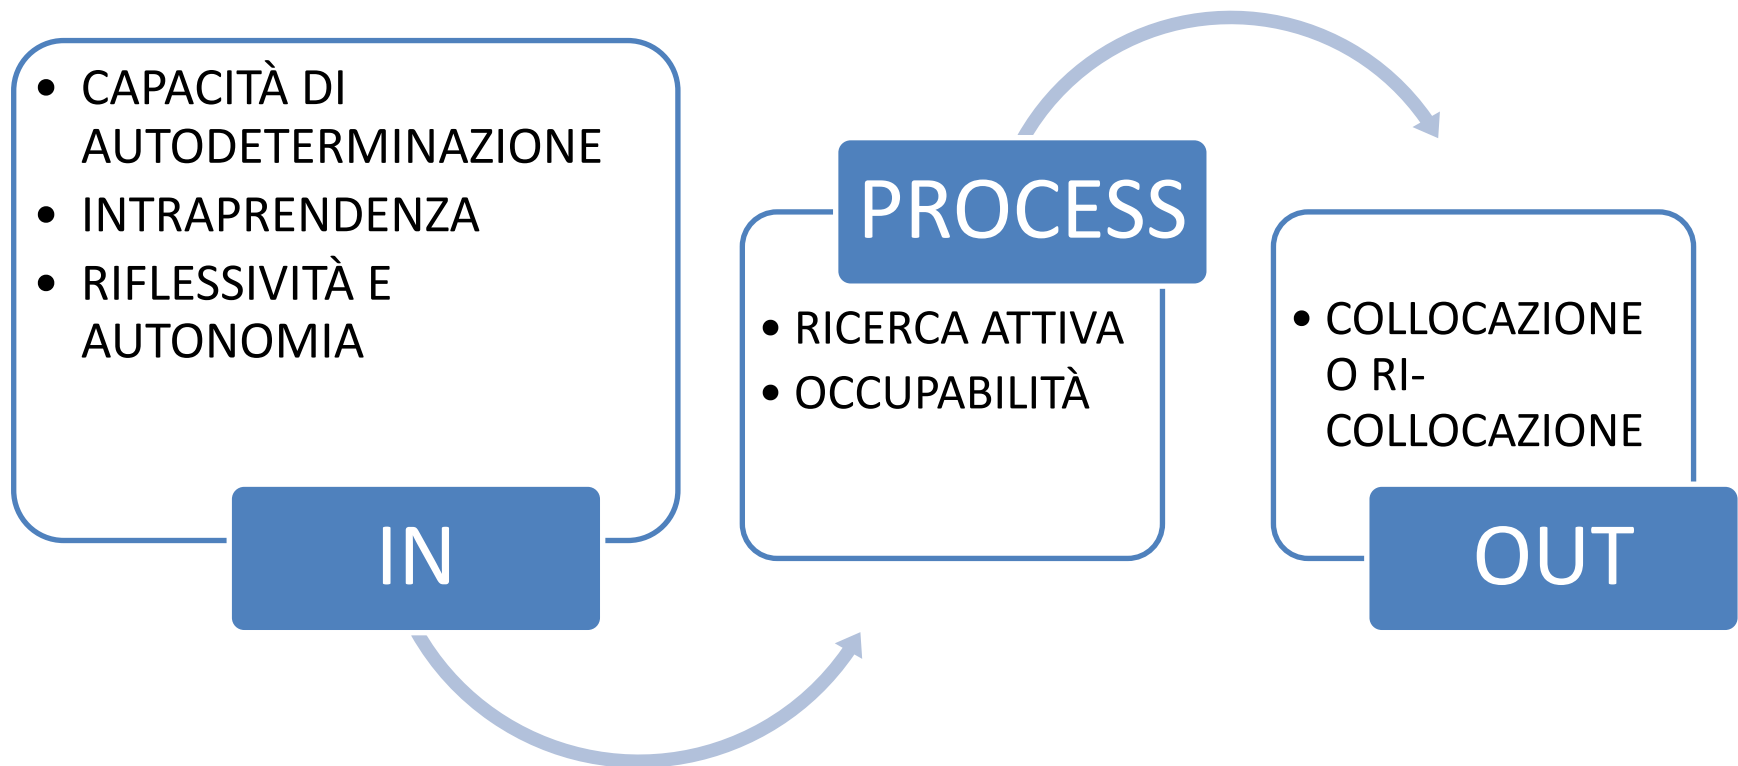 • CAPACITÀ DI
AUTODETERMINAZIONE
• INTRAPRENDENZA
• RIFLESSIVITÀ E
AUTONOMIA
IN
PROCESS
• RICERCA ATTIVA
• OCCUPABILITÀ
• COLLOCAZIONE
O RI-
COLLOCAZIONE
OUT